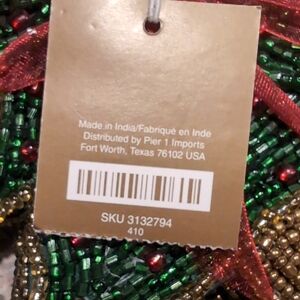 Made in India/Fabriqué en Inde
Distributed by Pier 1 Imports
Fort Worth, Texas 76102 USA
SKU 3132794
410